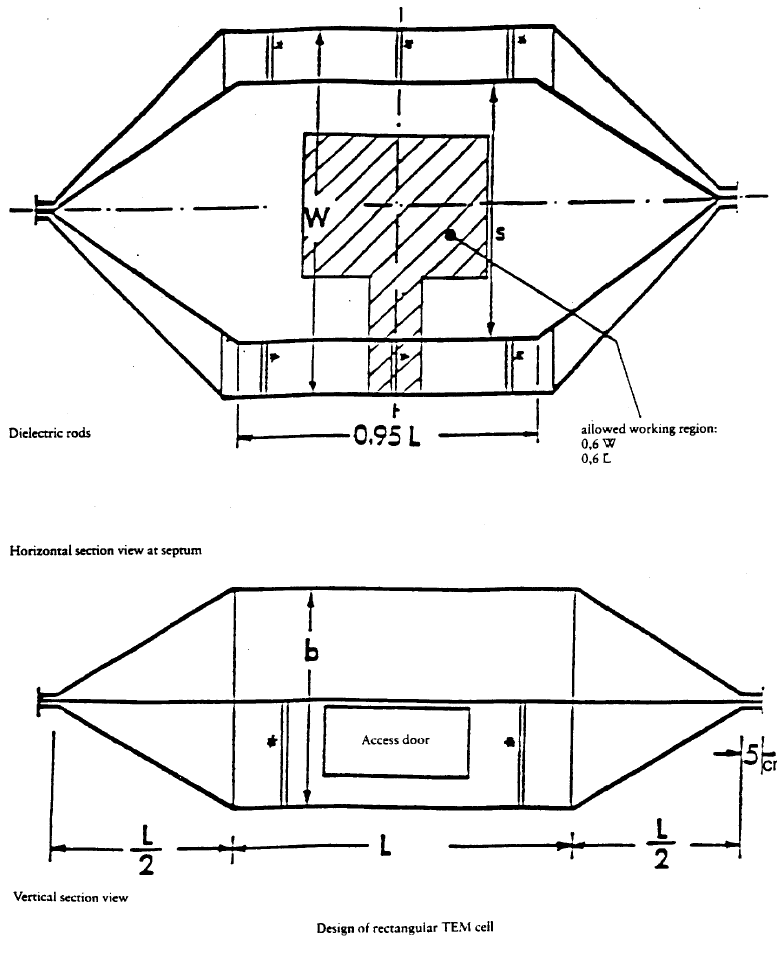 W
s
Dielectric rods
0,95 L
allowed working region:
0,6 W
0,6 L
Horizontal section view at septum
b
Access door
5
L
2
L
L
2
Vertical section view
Design of rectangular TEM cell